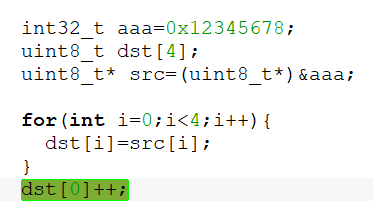 int32_t aaa=0x12345678;
uint8_t dst[4];
uint8_t* src=(uint8_t*)&aaa;
for(int i=0;i<4;i++){
dst[i]=src[i];
}
dst[0]++;